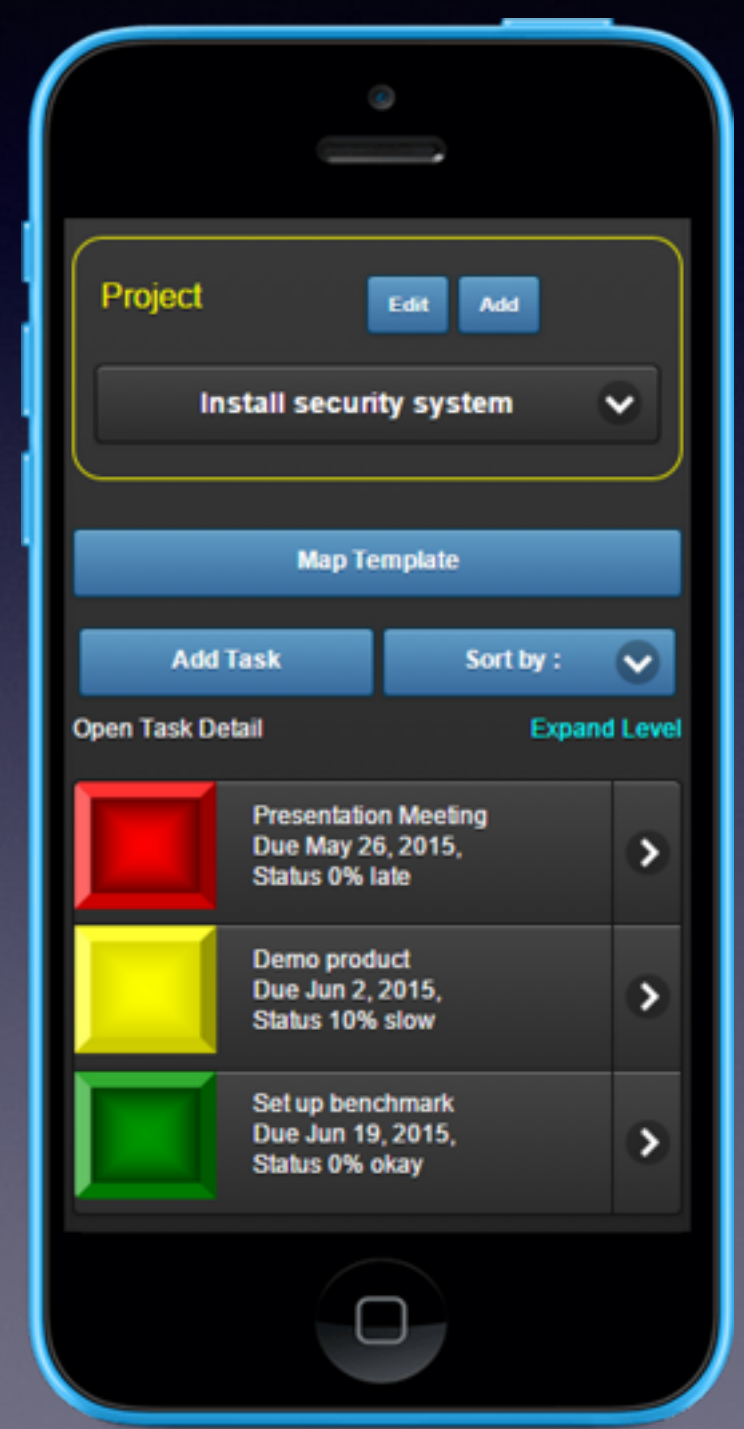 Project
Edit
Add
Install security system
Map Template
Add Task
Sort by :
Open Task Detail
Expand Level
Presentation Meeting
Due May 26, 2015,
Status 0% late
Demo product
Due Jun 2, 2015,
Status 10% slow
Set up benchmark
Due Jun 19, 2015,
Status 0% okay